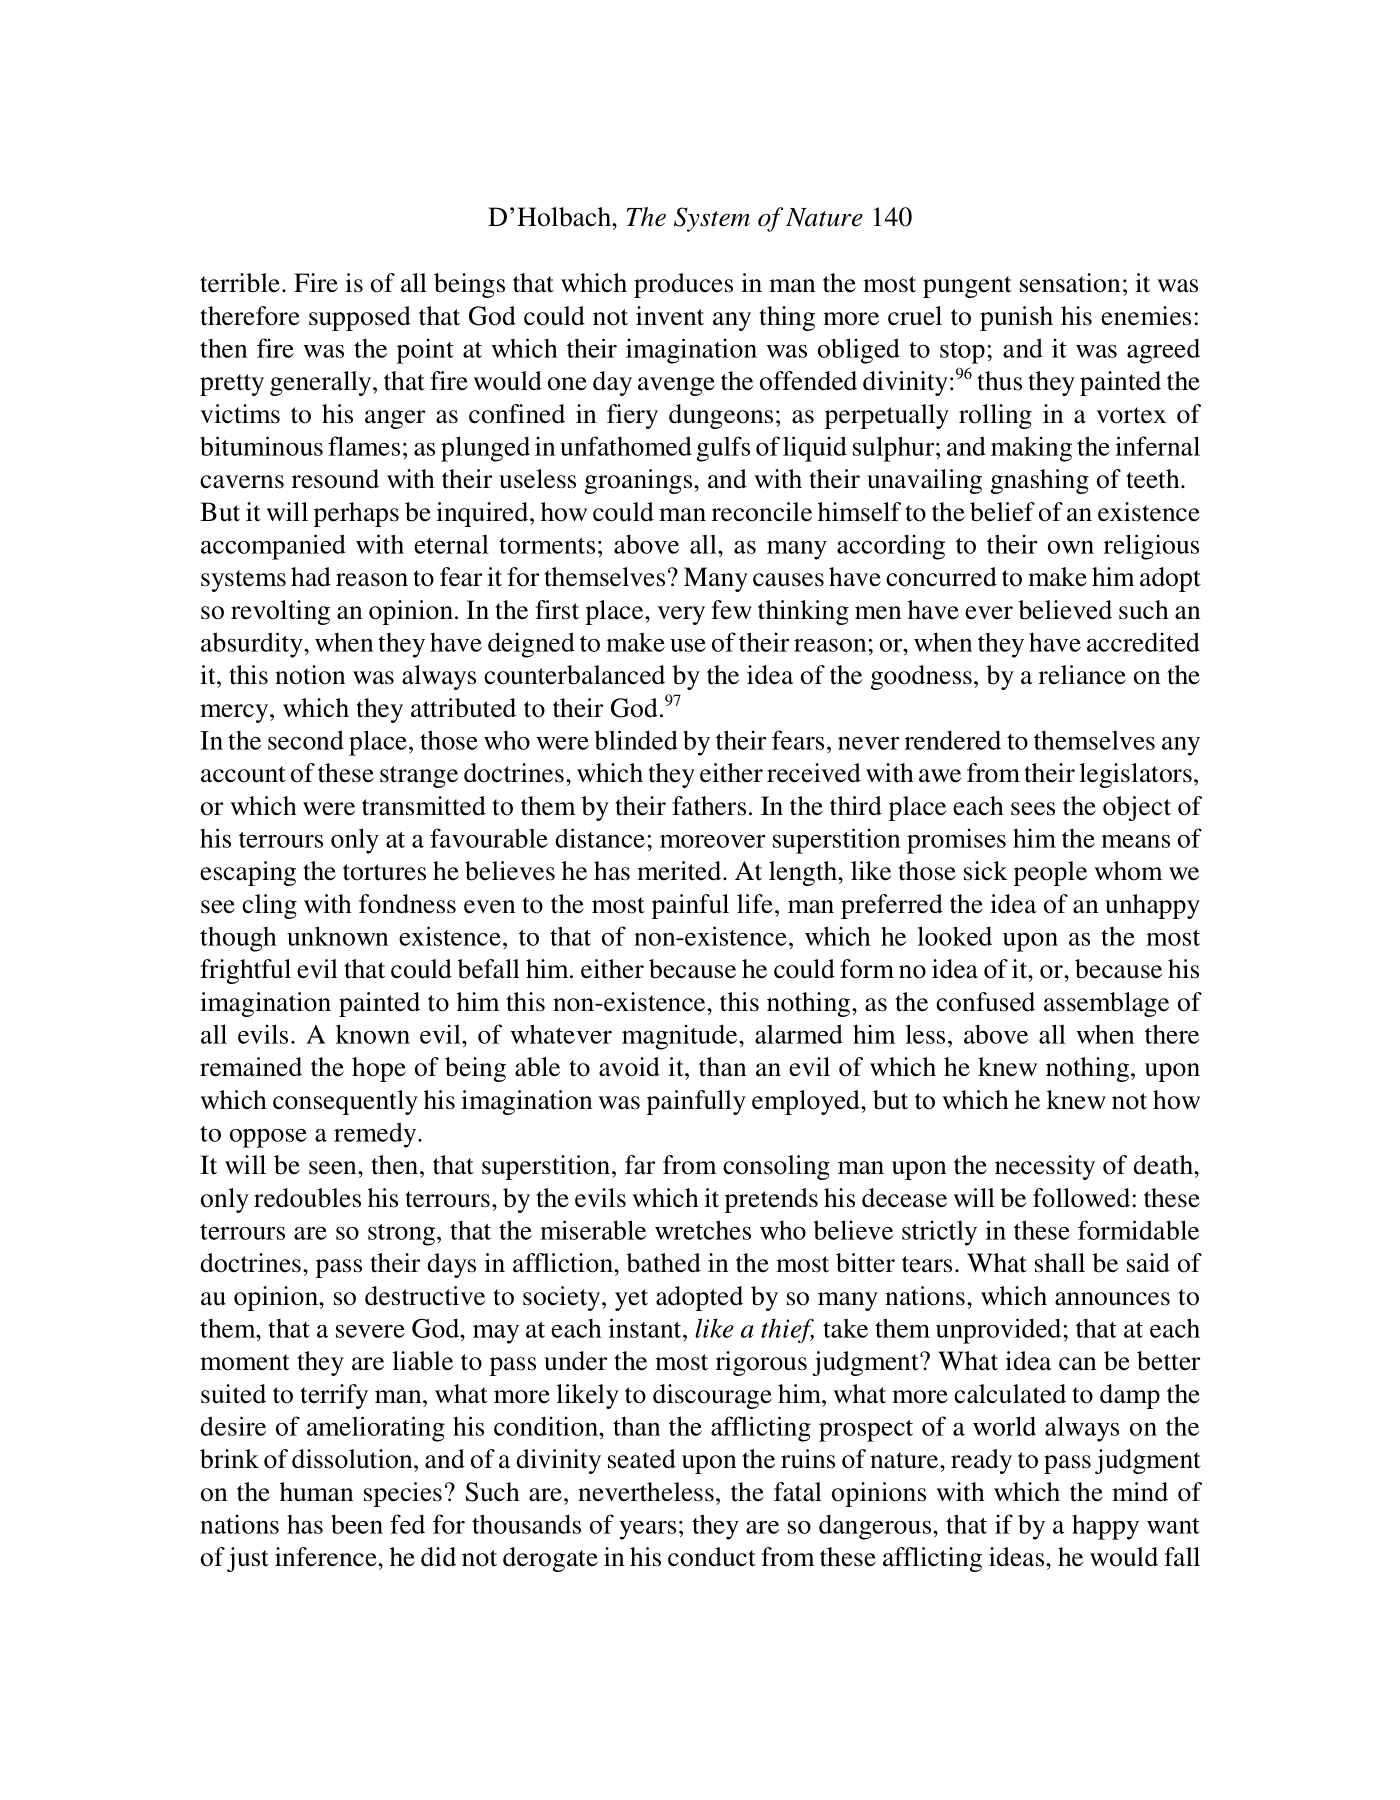 D’Holbach, The System of Nature 140
terrible. Fire is of all beings that which produces in man the most pungent sensation; it was
therefore supposed that God could not invent any thing more cruel to punish his enemies:
then fire was the point at which their imagination was obliged to stop; and it was agreed
pretty generally, that fire would one day avenge the offended divinity:96 thus they painted the
victims to his anger as confined in fiery dungeons; as perpetually rolling in a vortex of
bituminous flames; as plunged in unfathomed gulfs of liquid sulphur; and making the infernal
caverns resound with their useless groanings, and with their unavailing gnashing of teeth.
But it will perhaps be inquired, how could man reconcile himself to the belief of an existence
accompanied with eternal torments; above all, as many according to their own religious
systems had reason to fear it for themselves? Many causes have concurred to make him adopt
so revolting an opinion. In the first place, very few thinking men have ever believed such an
absurdity, when they have deigned to make use of their reason; or, when they have accredited
it, this notion was always counterbalanced by the idea of the goodness, by a reliance on the
mercy, which they attributed to their God.97
In the second place, those who were blinded by their fears, never rendered to themselves any
account of these strange doctrines, which they either received with awe from their legislators,
or which were transmitted to them by their fathers. In the third place each sees the object of
his terrours only at a favourable distance; moreover superstition promises him the means of
escaping the tortures he believes he has merited. At length, like those sick people whom we
see cling with fondness even to the most painful life, man preferred the idea of an unhappy
though unknown existence, to that of non-existence, which he looked upon as the most
frightful evil that could befall him. either because he could form no idea of it, or, because his
imagination painted to him this non-existence, this nothing, as the confused assemblage of
all evils. A known evil, of whatever magnitude, alarmed him less, above all when there
remained the hope of being able to avoid it, than an evil of which he knew nothing, upon
which consequently his imagination was painfully employed, but to which he knew not how
to oppose a remedy.
It will be seen, then, that superstition, far from consoling man upon the necessity of death,
only redoubles his terrours, by the evils which it pretends his decease will be followed: these
terrours are so strong, that the miserable wretches who believe strictly in these formidable
doctrines, pass their days in affliction, bathed in the most bitter tears. What shall be said of
au opinion, so destructive to society, yet adopted by so many nations, which announces to
them, that a severe God, may at each instant, like a thief, take them unprovided; that at each
moment they are liable to pass under the most rigorous judgment? What idea can be better
suited to terrify man, what more likely to discourage him, what more calculated to damp the
desire of ameliorating his condition, than the afflicting prospect of a world always on the
brink of dissolution, and of a divinity seated upon the ruins of nature, ready to pass judgment
on the human species? Such are, nevertheless, the fatal opinions with which the mind of
nations has been fed for thousands of years; they are so dangerous, that if by a happy want
of just inference, he did not derogate in his conduct from these afflicting ideas, he would fall